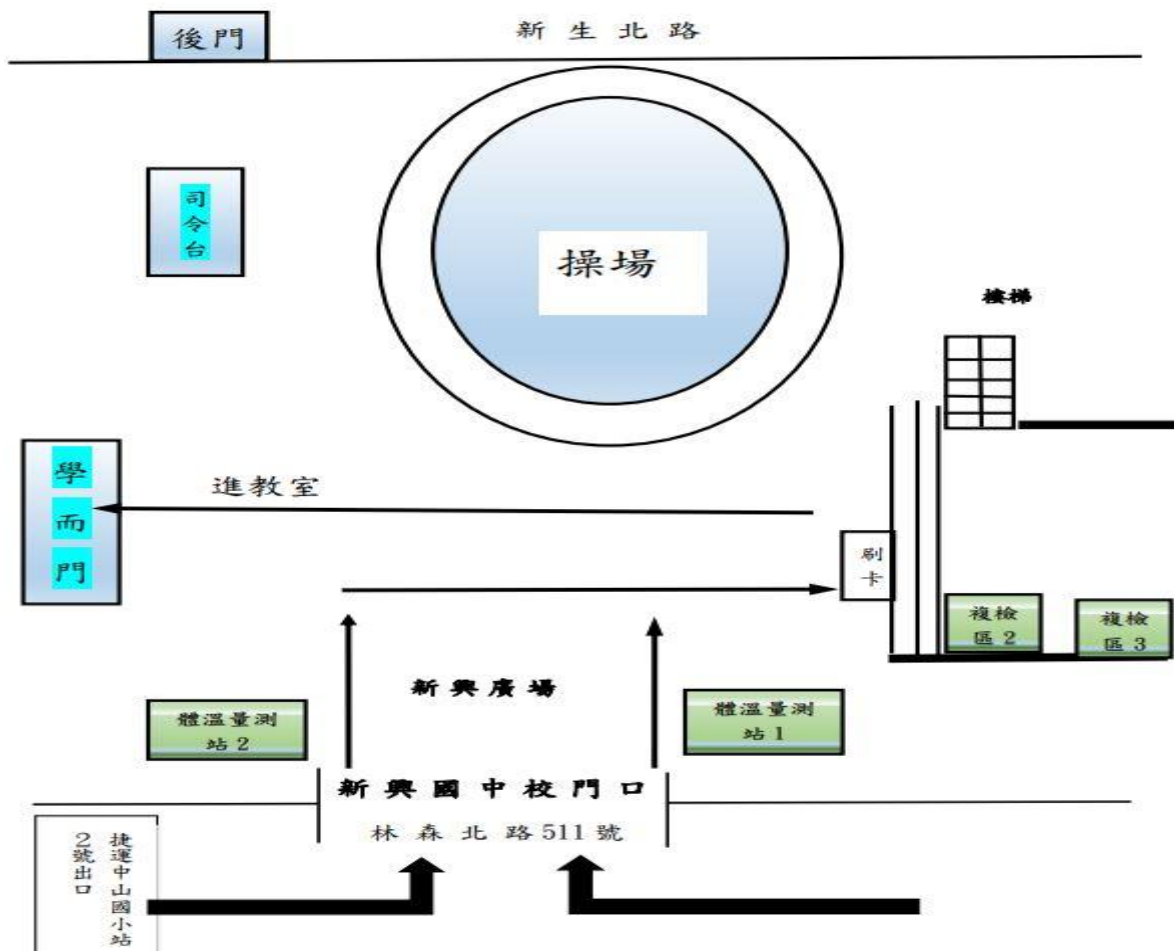 後門
新生北路
司令台
操場
樓梯
學而門
進教室
刷卡
複檢
區2
複檢
區3
新興廣場
體溫量測
站2
體溫量測
站1
新興國中校門口
林森北路511號
捷運中山國小站
2號出口